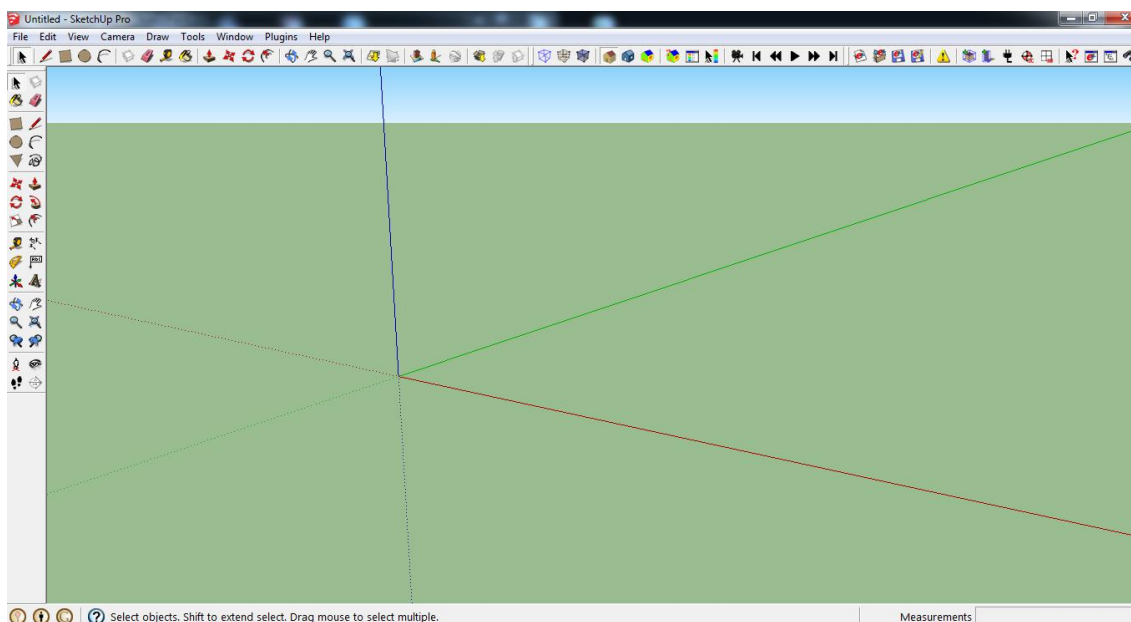 Untitled - SketchUp Pro
File Edit View Camera Draw Tools Window Plugins Help
Select objects. Shift to extend select. Drag mouse to select multiple.
Measurements